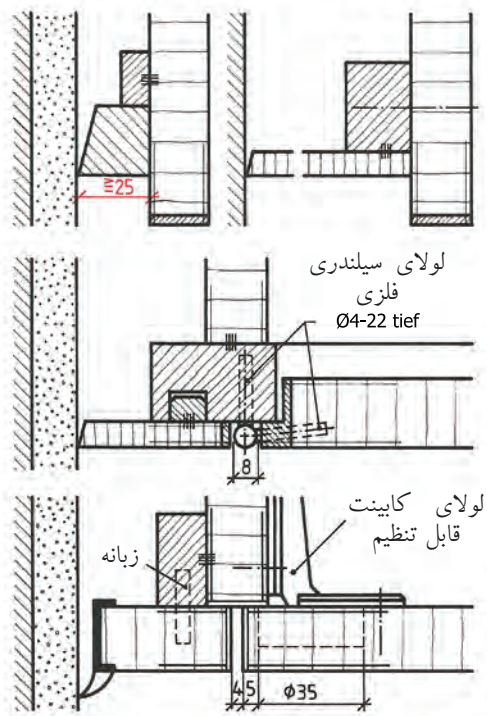 ≧25
لولای سیلندری
فلزی
Ø4-22 tief
8
لولای کابینت
قابل تنظیم
زبانه
4 5 Ø35